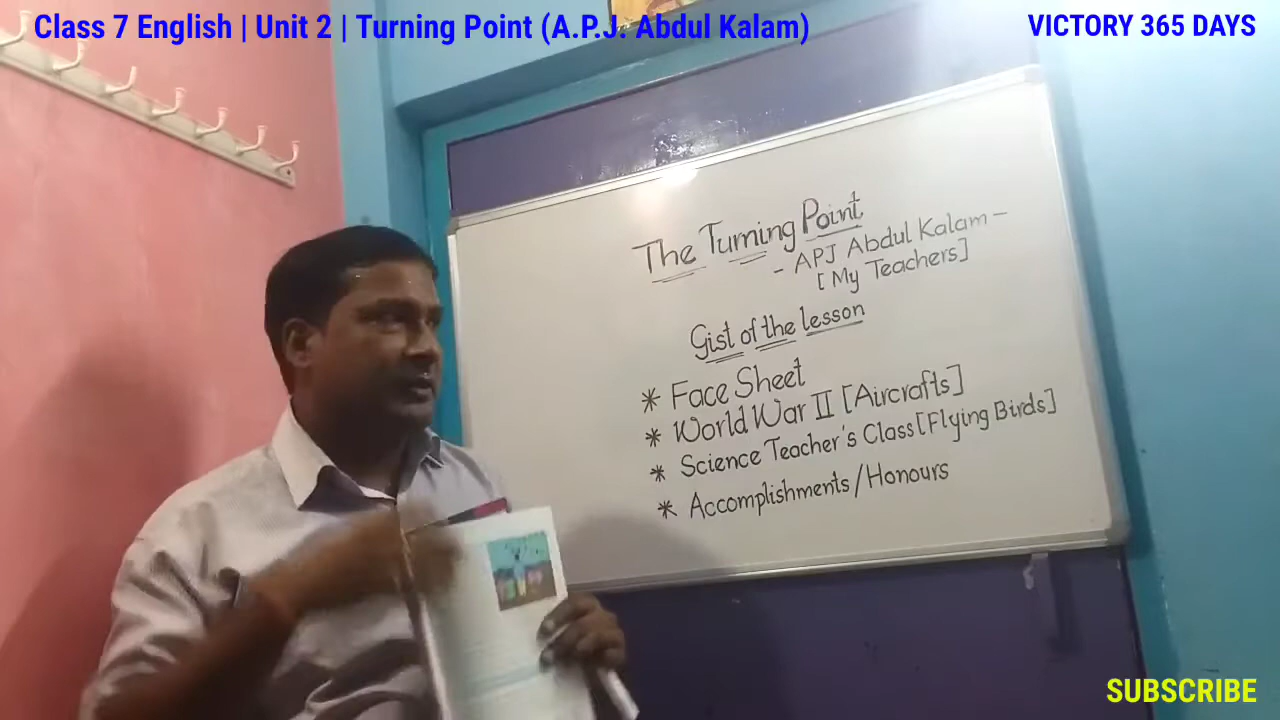 Class 7 English | Unit 2 | Turning Point (A.P.J. Abdul Kalam)
VICTORY 365 DAYS
The Turning Point
- APJ Abdul Kalam -
[My Teachers]
Gist of the lesson
* Face Sheet
* World War II [Aircrafts]
* Science Teacher's Class [Flying Birds]
* Accomplishments/Honours
SUBSCRIBE